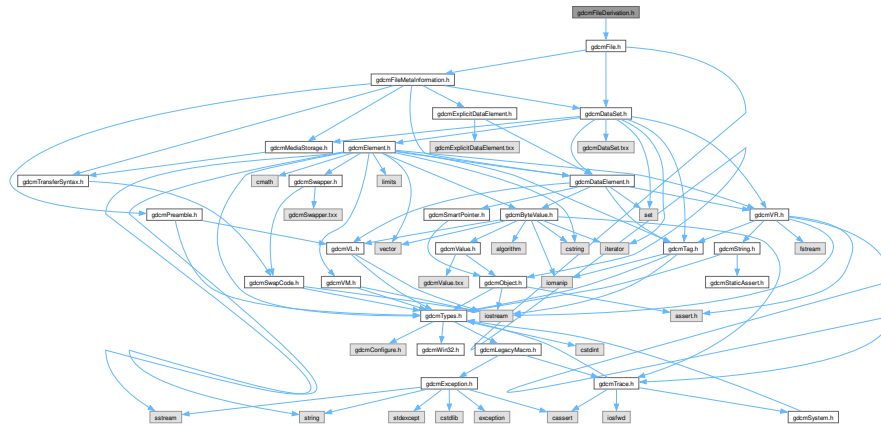 gdcmFileDerivation.h
gdcmFile.h
gdcmFileMetaInformation.h
gdcmExplicitDataElement.h
gdcmDataSet.h
gdcmMediaStorage.h
gdcmElement.h
gdcmExplicitDataElement.txx
gdcmDataSet.txx
gdcmTransferSyntax.h
cmath
gdcmSwapper.h
limits
gdcmDataElement.h
gdcmPreamble.h
gdcmSwapper.txx
gdcmSmartPointer.h
gdcmByteValue.h
set
gdcmVR.h
gdcmVL.h
vector
gdcmValue.h
algorithm
cstring
iterator
gdcmTag.h
gdcmString.h
fstream
gdcmSwapCode.h
gdcmVM.h
gdcmValue.txx
gdcmObject.h
iomanip
gdcmStaticAssert.h
gdcmTypes.h
iostream
assert.h
gdcmConfigure.h
gdcmWin32.h
gdcmLegacyMacro.h
cstdint
gdcmException.h
gdcmTrace.h
sstream
string
stdexcept
cstdlib
exception
cassert
iosfwd
gdcmSystem.h